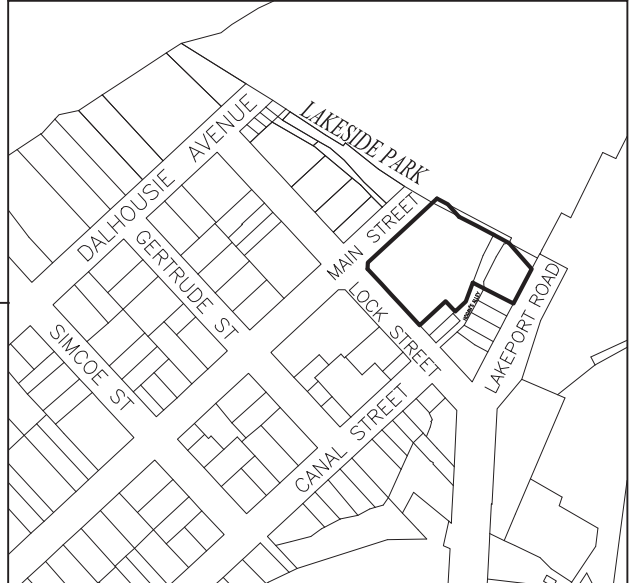 LAKESIDE PARK
DALHOUSIE AVENUE
MAIN STREET
GERTRUDE ST
LOCK STREET
LAKEPORT ROAD
SIMCOE ST
CANAL STREET